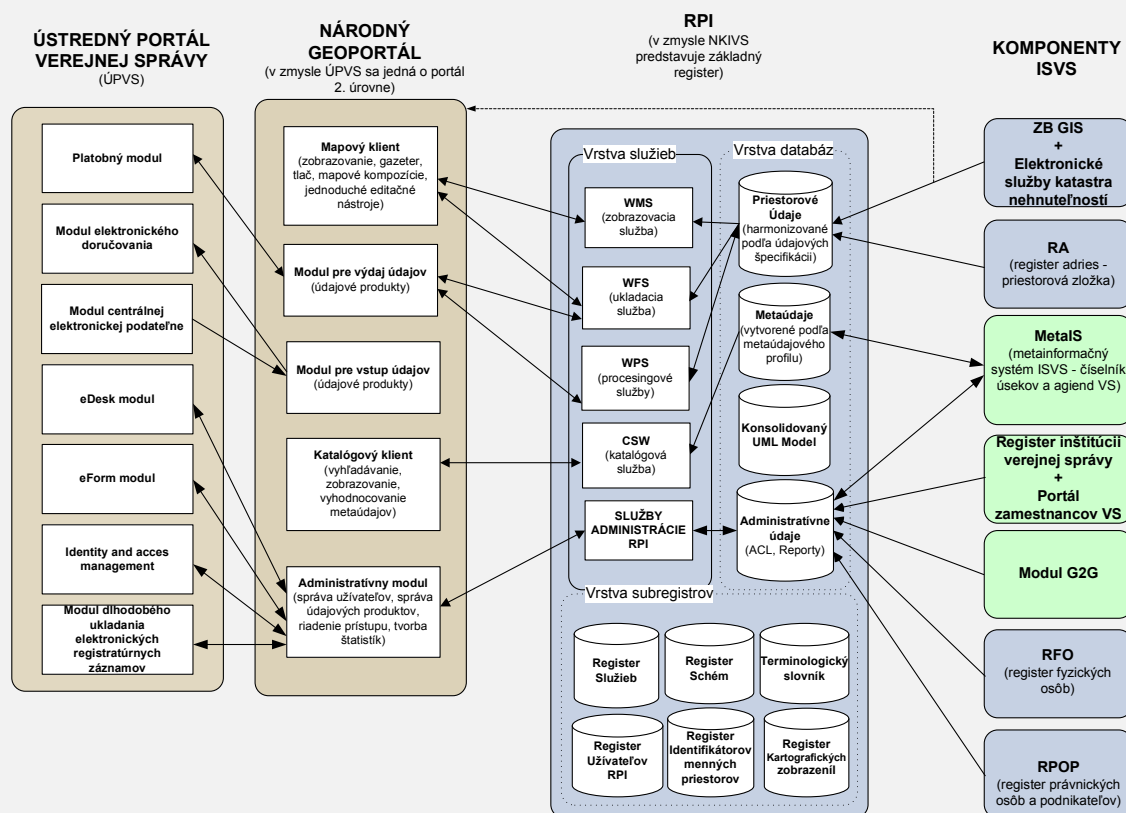 ÚSTREDNÝ PORTÁL
VEREJNEJ SPRÁVY
(ÚPVS)
Platobný modul
Modul elektronického
doručovania
Modul centrálnej
elektronickej podateľne
eDesk modul
eForm modul
Identity and acces
management
Modul dlhodobého
ukladania
elektronických
registratúrnych
záznamov
NÁRODNÝ
GEOPORTÁL
(v zmysle ÚPVS sa jedná o portál
2. úrovne)
Mapový klient
(zobrazovanie, gazeter,
tlač, mapové kompozície,
jednoduché editačné
nástroje)
Modul pre výdaj údajov
(údajové produkty)
Modul pre vstup údajov
(údajové produkty)
Katalógový klient
(vyhľadávanie,
zobrazovanie,
vyhodnocovanie
metaúdajov)
Administratívny modul
(správa užívateľov, správa
údajových produktov,
riadenie prístupu, tvorba
štatistík)
RPI
(v zmysle NKIVS
predstavuje základný
register)
Vrstva služieb
WMS
(zobrazovacia
služba)
WFS
(ukladacia
služba)
WPS
(procesingové
služby)
CSW
(katalógová
služba)
SLUŽBY
ADMINISTRÁCIE
RPI
Vrstva databáz
Priestorové
Údaje
(harmonizované
podľa údajových
špecifikácii)
Metaúdaje
(vytvorené podľa
metaúdajového
profilu)
Konsolidovaný
UML Model
Administratívne
údaje
(ACL, Reporty)
Vrstva subregistrov
Register
Služieb
Register
Schém
Terminologický
slovník
Register
Užívateľov
RPI
Register
Identifikátorov
menných
priestorov
Register
Kartografických
zobrazeníl
KOMPONENTY
ISVS
ZB GIS
+
Elektronické
služby katastra
nehnuteľností
RA
(register adries -
priestorová zložka)
MetaIS
(metainformačný
systém ISVS - číselník
úsekov a agiend VS)
Register inštitúcii
verejnej správy
+
Portál
zamestnancov VS
Modul G2G
RFO
(register fyzických
osôb)
RPOP
(register právnických
osôb a podnikateľov)